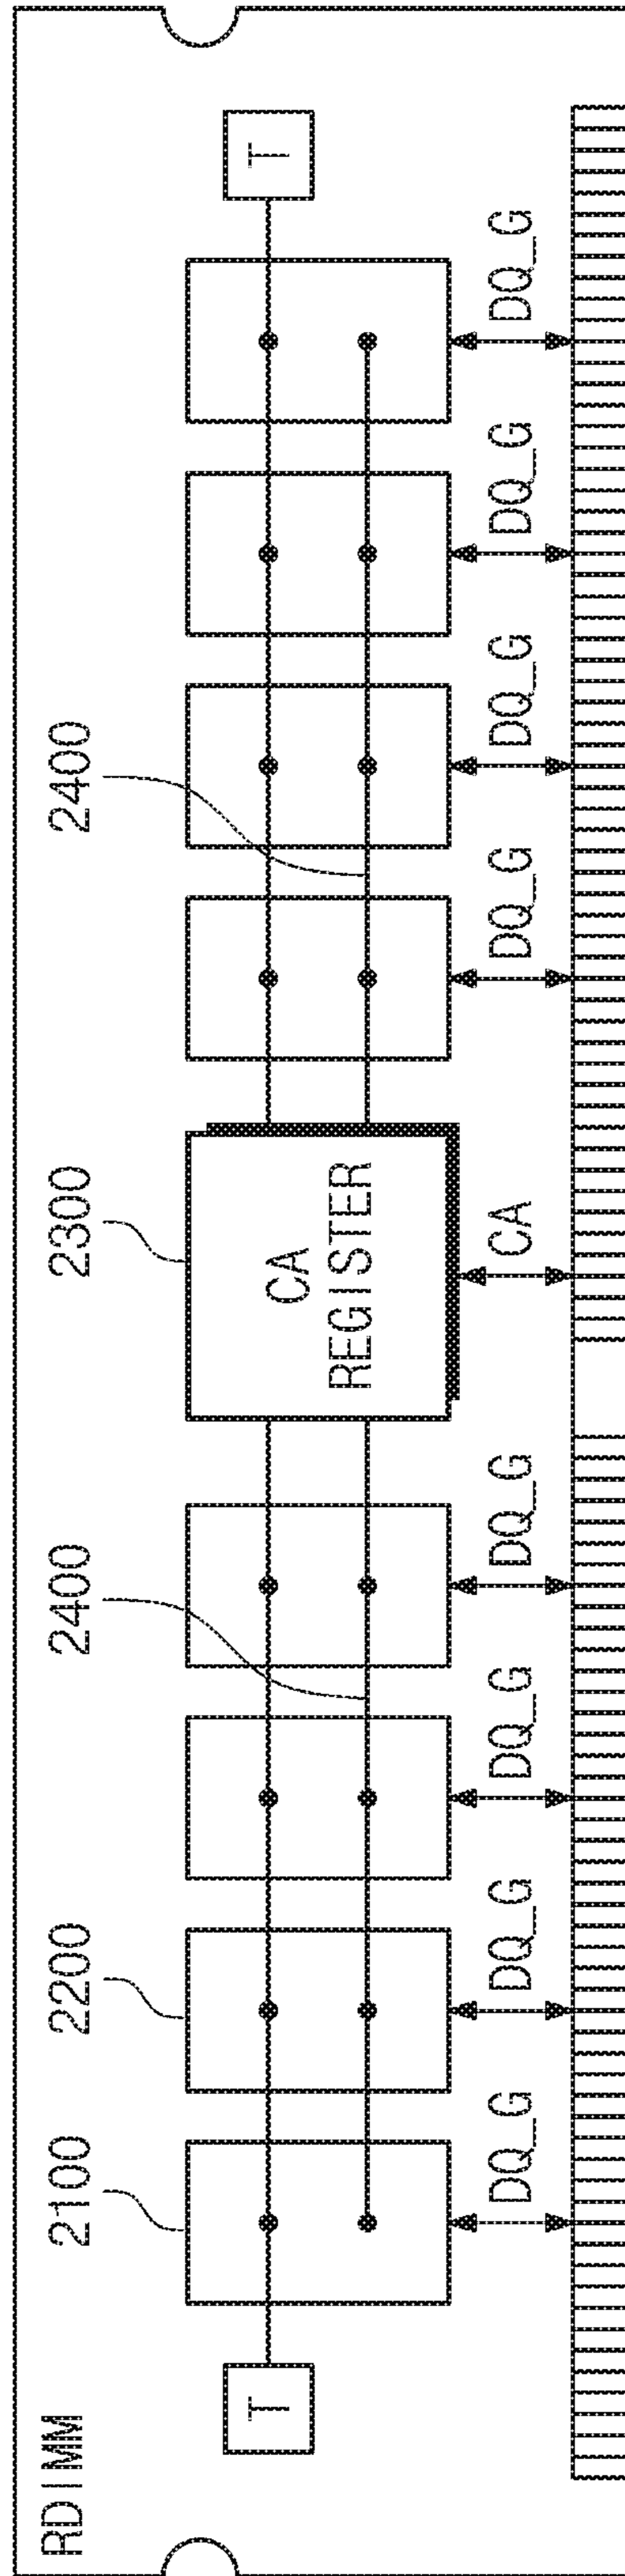 RDIMM
2100
2200
2400
2300
2400
T
CA
REGISTER
T
DQ_G
DQ_G
DQ_G
DQ_G
CA
DQ_G
DQ_G
DQ_G
DQ_G